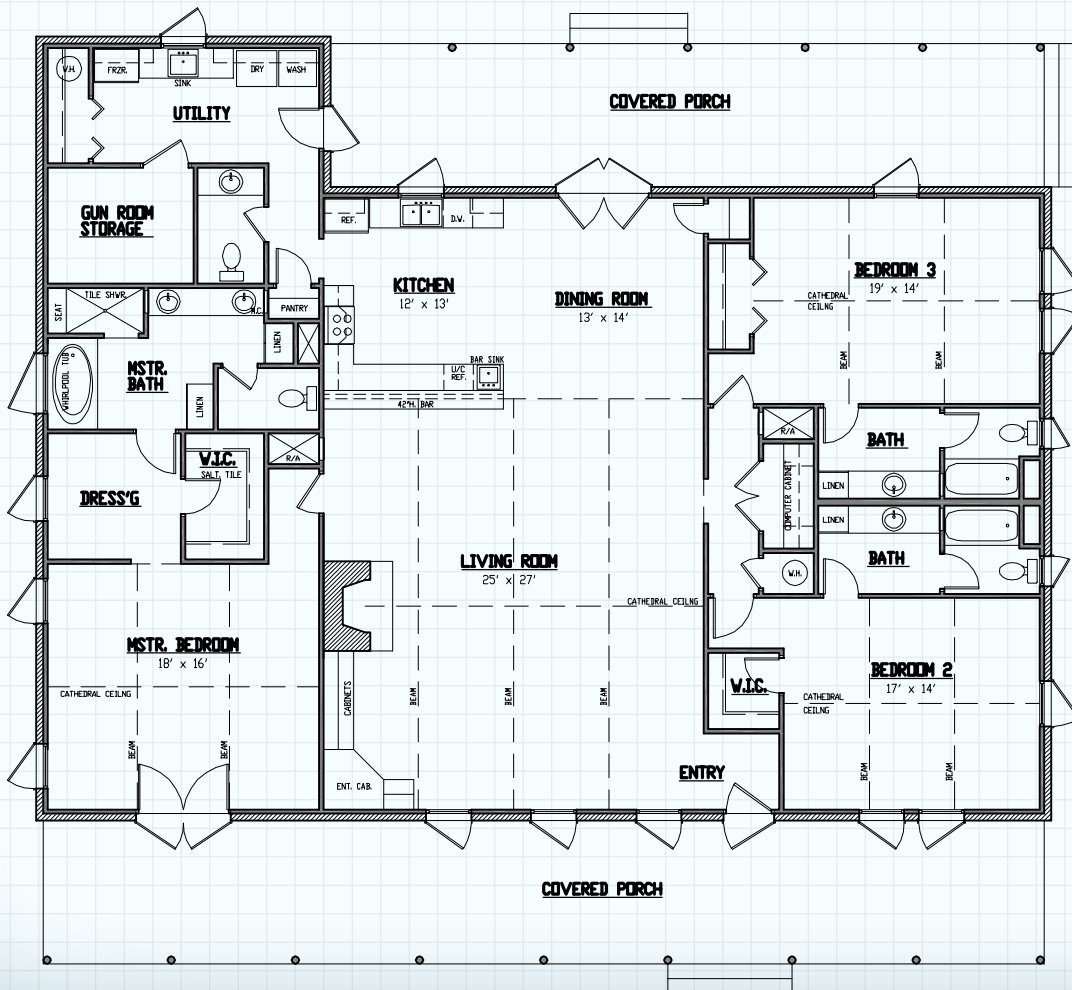 W.H.
FRZR.
SINK
DRY
WASH
UTILITY
COVERED PORCH
GUN ROOM
STORAGE
REF.
D.W.
KITCHEN
12' x 13'
DINING ROOM
13' x 14'
BEDROOM 3
19' x 14'
CATHEDRAL
CEILNG
BEAM
BEAM
SEAT
TILE SHWR.
M.C.
PANTRY
LINEN
WHIRLPOOL TUB
MSTR.
BATH
LINEN
BAR SINK
U/C
REF.
42"H. BAR
R/A
W.I.C.
SALT. TILE
DRESS'G
R/A
BATH
COMPUTER CABINET
LINEN
LINEN
BATH
W.H.
LIVING ROOM
25' x 27'
CATHEDRAL CEILNG
MSTR. BEDROOM
18' x 16'
CATHEDRAL CEILNG
BEAM
BEAM
CABINETS
BEAM
BEAM
BEAM
W.I.C.
BEDROOM 2
17' x 14'
CATHEDRAL
CEILNG
BEAM
BEAM
ENT. CAB.
ENTRY
COVERED PORCH